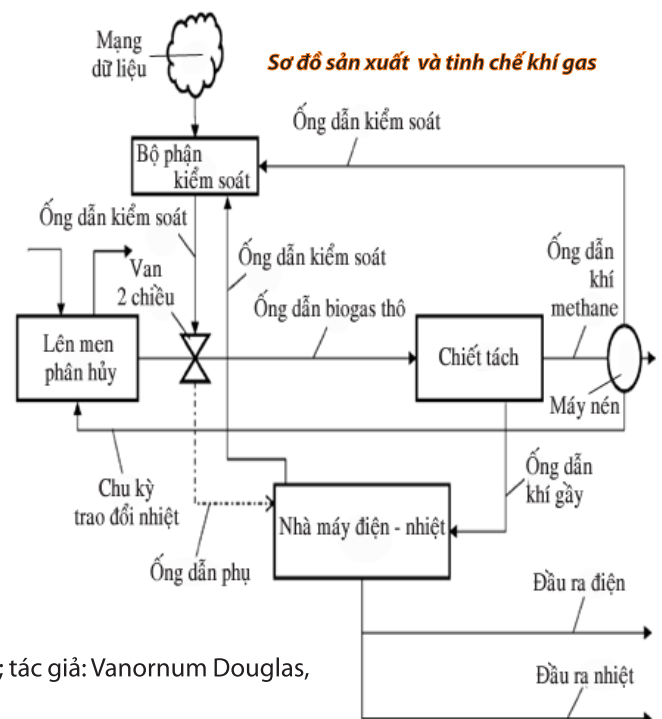 Mạng
dữ liệu
Sơ đồ sản xuất và tinh chế khí gas
Ống dẫn kiểm soát
Bộ phận
kiểm soát
Ống dẫn kiểm soát
Van
2 chiều
Ống dẫn kiểm soát
Ống dẫn
khí
methane
Ống dẫn biogas thô
Lên men
phân hủy
Chiết tách
Máy nén
Chu kỳ
trao đổi nhiệt
Ống dẫn
khí gầy
Nhà máy điện - nhiệt
Ống dẫn phụ
Đầu ra điện
; tác giả: Vanornum Douglas,
Đầu ra nhiệt